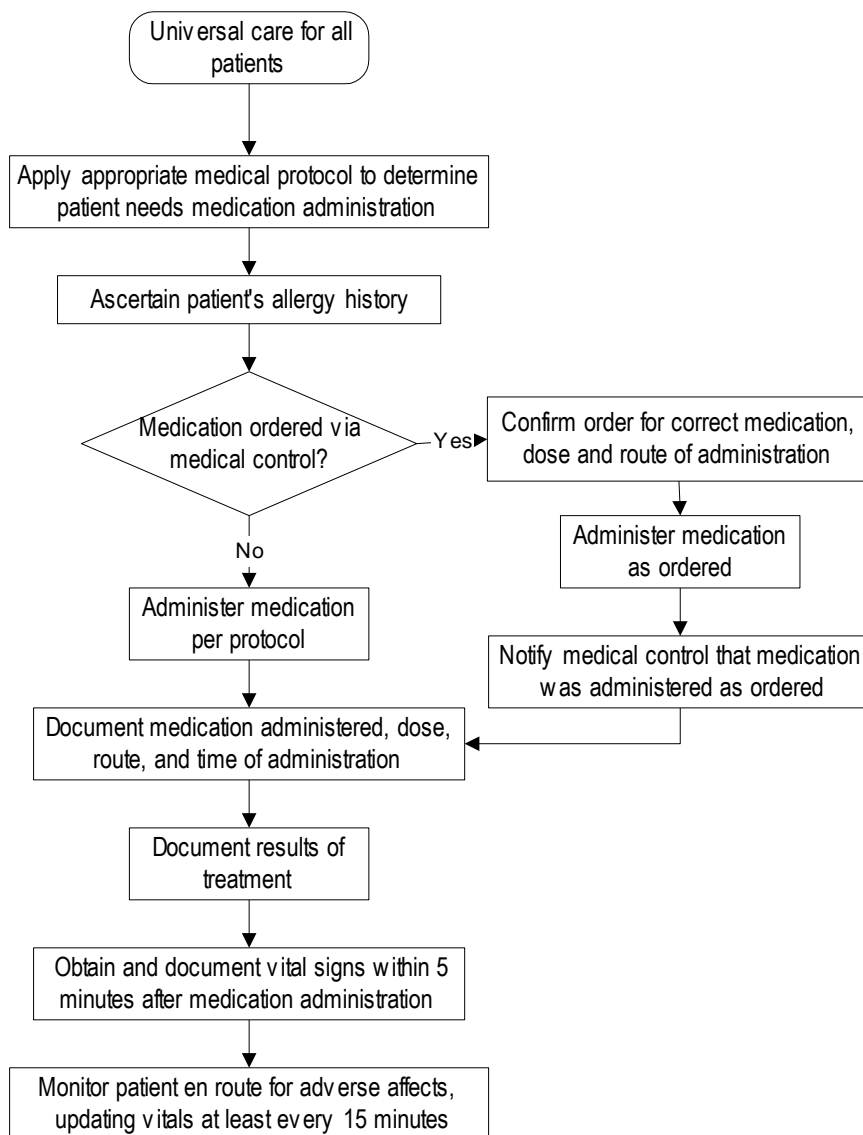 Universal care for all
patients
Apply appropriate medical protocol to determine
patient needs medication administration
Ascertain patient's allergy history
Medication ordered via
medical control?
Yes
Confirm order for correct medication,
dose and route of administration
Administer medication
as ordered
Notify medical control that medication
was administered as ordered
No
Administer medication
per protocol
Document medication administered, dose,
route, and time of administration
Document results of
treatment
Obtain and document vital signs within 5
minutes after medication administration
Monitor patient en route for adverse affects,
updating vitals at least every 15 minutes